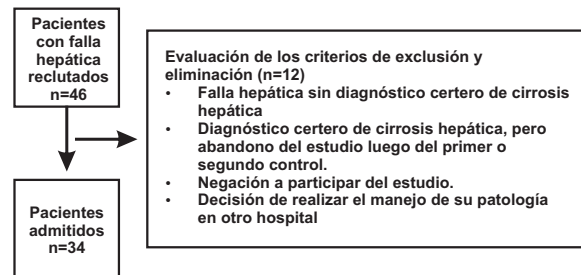 Pacientes
con falla
hepática
reclutados
n=46
Evaluación de los criterios de exclusión y
eliminación (n=12)
• Falla hepática sin diagnóstico certero de cirrosis
hepática
• Diagnóstico certero de cirrosis hepática, pero
abandono del estudio luego del primer o
segundo control.
• Negación a participar del estudio.
• Decisión de realizar el manejo de su patología
en otro hospital
Pacientes
admitidos
n=34